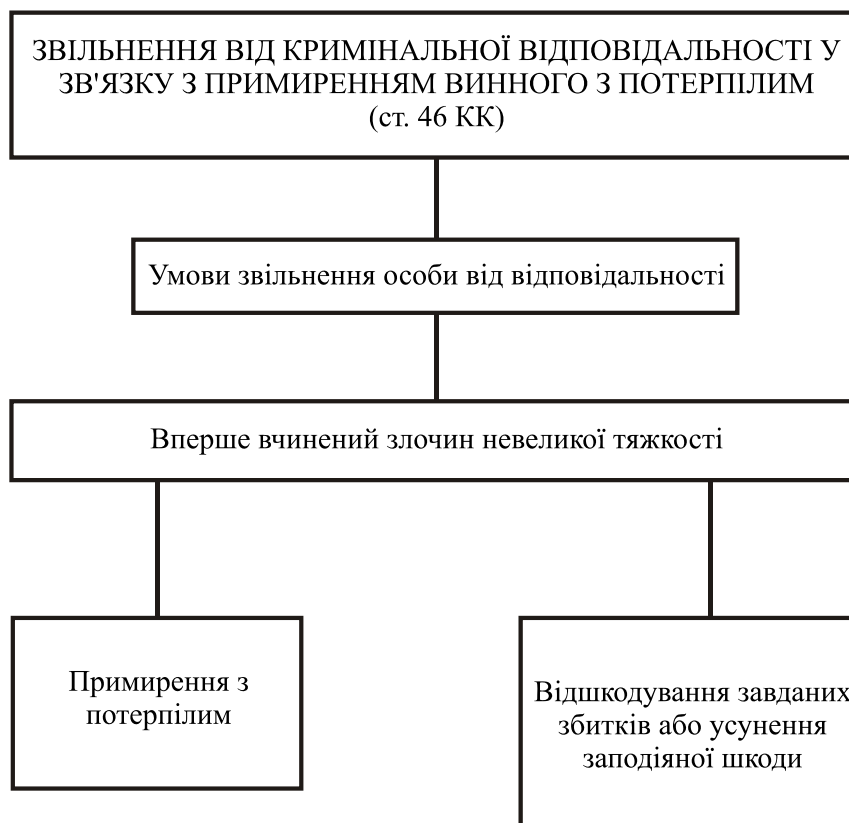 ЗВІЛЬНЕННЯ ВІД КРИМІНАЛЬНОЇ ВІДПОВІДАЛЬНОСТІ У
ЗВ'ЯЗКУ З ПРИМИРЕННЯМ ВИННОГО З ПОТЕРПІЛИМ
(ст. 46 КК)
Умови звільнення особи від відповідальності
Вперше вчинений злочин невеликої тяжкості
Примирення з
потерпілим
Відшкодування завданих
збитків або усунення
заподіяної шкоди